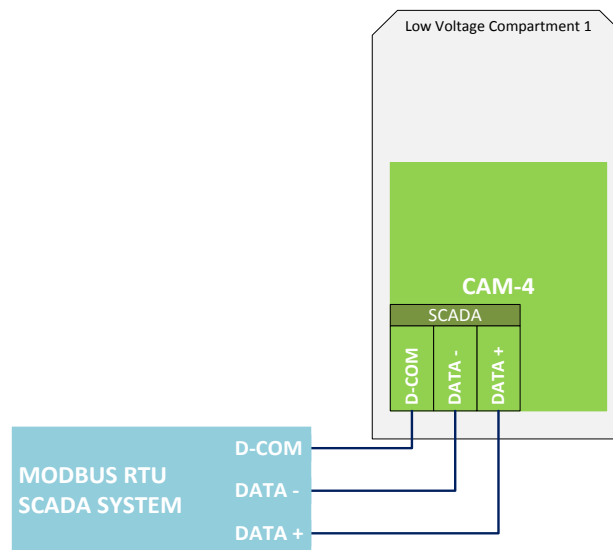 Low Voltage Compartment 1
CAM-4
SCADA
D-COM
DATA -
DATA +
D-COM
MODBUS RTU
SCADA SYSTEM
DATA -
DATA +